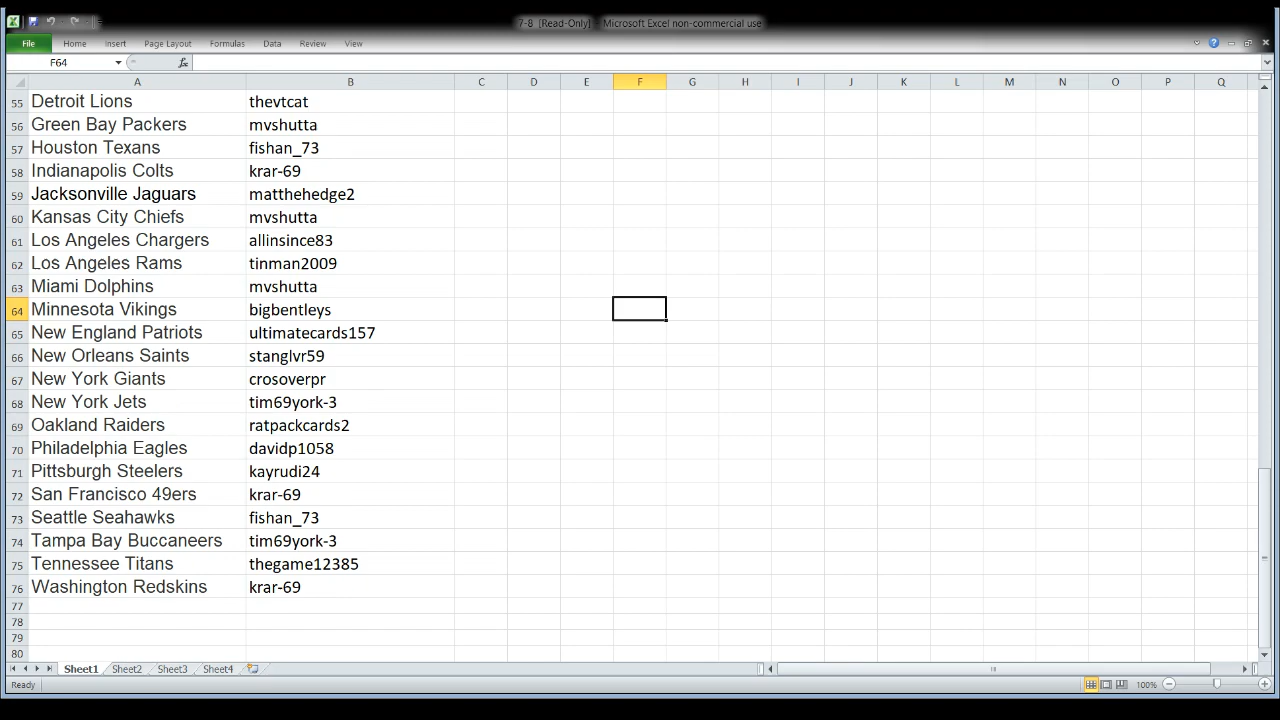 7-8 [Read-Only] - Microsoft Excel non-commercial use
File Home Insert Page Layout Formulas Data Review View
F64 fx
A B C D E F G H I J K L M N O P Q
55 Detroit Lions thevtcat
56 Green Bay Packers mvshutta
57 Houston Texans fishan_73
58 Indianapolis Colts krar-69
59 Jacksonville Jaguars matthehedge2
60 Kansas City Chiefs mvshutta
61 Los Angeles Chargers allinsince83
62 Los Angeles Rams tinman2009
63 Miami Dolphins mvshutta
64 Minnesota Vikings bigbentleys
65 New England Patriots ultimatecards157
66 New Orleans Saints stanglvr59
67 New York Giants crosoverpr
68 New York Jets tim69york-3
69 Oakland Raiders ratpackcards2
70 Philadelphia Eagles davidp1058
71 Pittsburgh Steelers kayrudi24
72 San Francisco 49ers krar-69
73 Seattle Seahawks fishan_73
74 Tampa Bay Buccaneers tim69york-3
75 Tennessee Titans thegame12385
76 Washington Redskins krar-69
77
78
79
80
Sheet1 Sheet2 Sheet3 Sheet4
Ready 100%